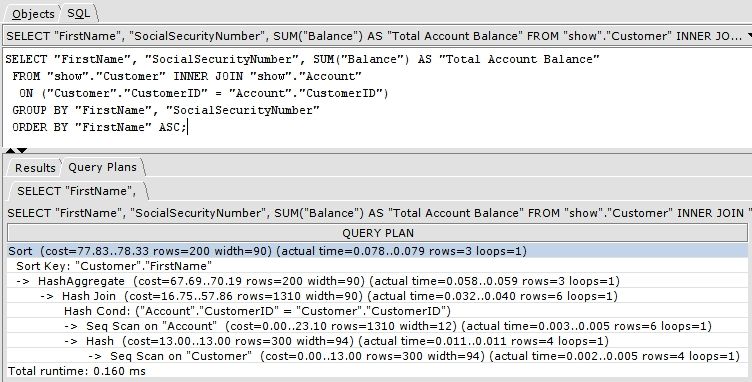 Objects SQL
SELECT "FirstName", "SocialSecurityNumber", SUM("Balance") AS "Total Account Balance" FROM "show"."Customer" INNER JO...
SELECT "FirstName", "SocialSecurityNumber", SUM("Balance") AS "Total Account Balance"
FROM "show"."Customer" INNER JOIN "show"."Account"
ON ("Customer"."CustomerID" = "Account"."CustomerID")
GROUP BY "FirstName", "SocialSecurityNumber"
ORDER BY "FirstName" ASC;
Results Query Plans
SELECT "FirstName",
SELECT "FirstName", "SocialSecurityNumber", SUM("Balance") AS "Total Account Balance" FROM "show"."Customer" INNER JOIN "
QUERY PLAN
Sort (cost=77.83..78.33 rows=200 width=90) (actual time=0.078..0.079 rows=3 loops=1)
Sort Key: "Customer"."FirstName"
-> HashAggregate (cost=67.69..70.19 rows=200 width=90) (actual time=0.058..0.059 rows=3 loops=1)
-> Hash Join (cost=16.75..57.86 rows=1310 width=90) (actual time=0.032..0.040 rows=6 loops=1)
Hash Cond: ("Account"."CustomerID" = "Customer"."CustomerID")
-> Seq Scan on "Account" (cost=0.00..23.10 rows=1310 width=12) (actual time=0.003..0.005 rows=6 loops=1)
-> Hash (cost=13.00..13.00 rows=300 width=94) (actual time=0.011..0.011 rows=4 loops=1)
-> Seq Scan on "Customer" (cost=0.00..13.00 rows=300 width=94) (actual time=0.002..0.005 rows=4 loops=1)
Total runtime: 0.160 ms